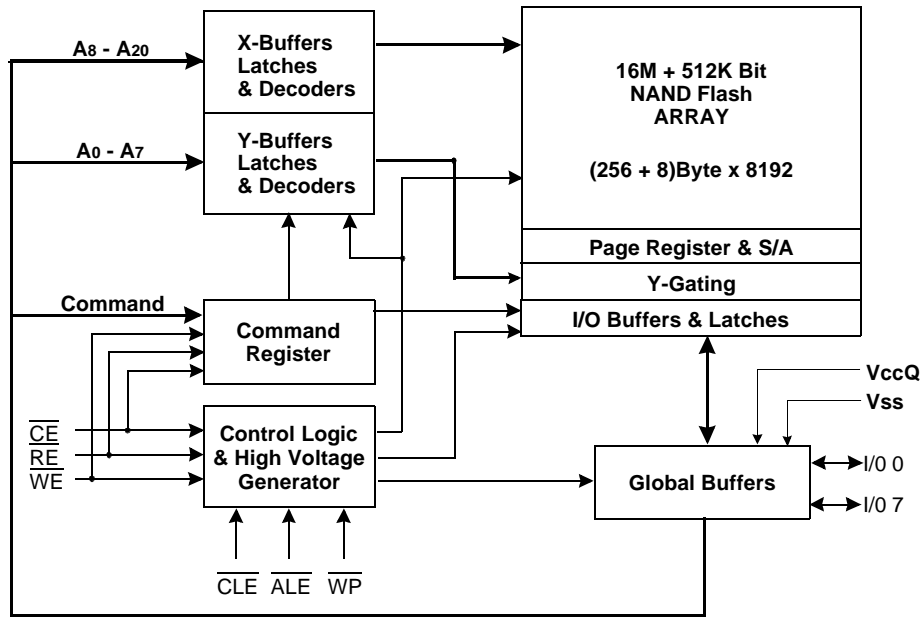 A8 - A20
X-Buffers
Latches
& Decoders
16M + 512K Bit
NAND Flash
ARRAY
(256 + 8)Byte x 8192
A0 - A7
Y-Buffers
Latches
& Decoders
Page Register & S/A
Y-Gating
I/O Buffers & Latches
Command
Command
Register
VccQ
Vss
CE
RE
WE
Control Logic
& High Voltage
Generator
Global Buffers
I/0 0
I/0 7
CLE
ALE
WP